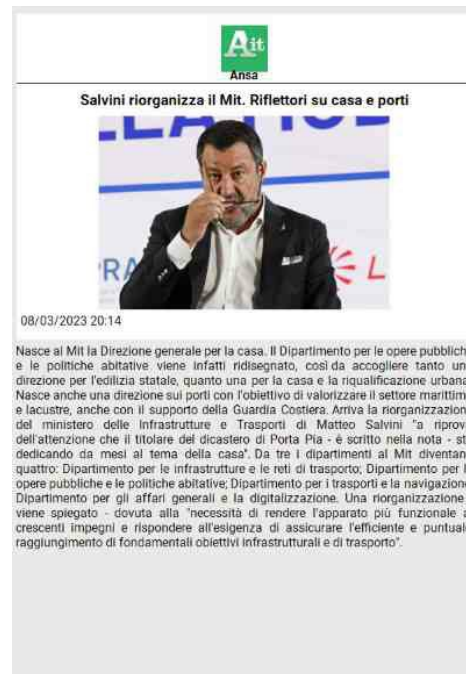 Ait
Ansa
Salvini riorganizza il Mit. Riflettori su casa e porti
LLA MOB
PRA
L
08/03/2023 20:14
Nasce al Mit la Direzione generale per la casa. Il Dipartimento per le opere pubblich
e le politiche abitative viene infatti ridisegnato, così da accogliere tanto un
direzione per l'edilizia statale, quanto una per la casa e la riqualificazione urbana
Nasce anche una direzione sui porti con l'obiettivo di valorizzare il settore marittim
e lacustre, anche con il supporto della Guardia Costiera. Arriva la riorganizzazion
del ministero delle Infrastrutture e Trasporti di Matteo Salvini "a riprov
dell'attenzione che il titolare del dicastero di Porta Pia - è scritto nella nota - st
dedicando da mesi al tema della casa". Da tre i dipartimenti al Mit diventan
quattro: Dipartimento per le infrastrutture e le reti di trasporto; Dipartimento per l
opere pubbliche e le politiche abitative; Dipartimento per i trasporti e la navigazione
Dipartimento per gli affari generali e la digitalizzazione. Una riorganizzazione
viene spiegato - dovuta alla "necessità di rendere l'apparato più funzionale a
crescenti impegni e rispondere all'esigenza di assicurare l'efficiente e puntual
raggiungimento di fondamentali obiettivi infrastrutturali e di trasporto".